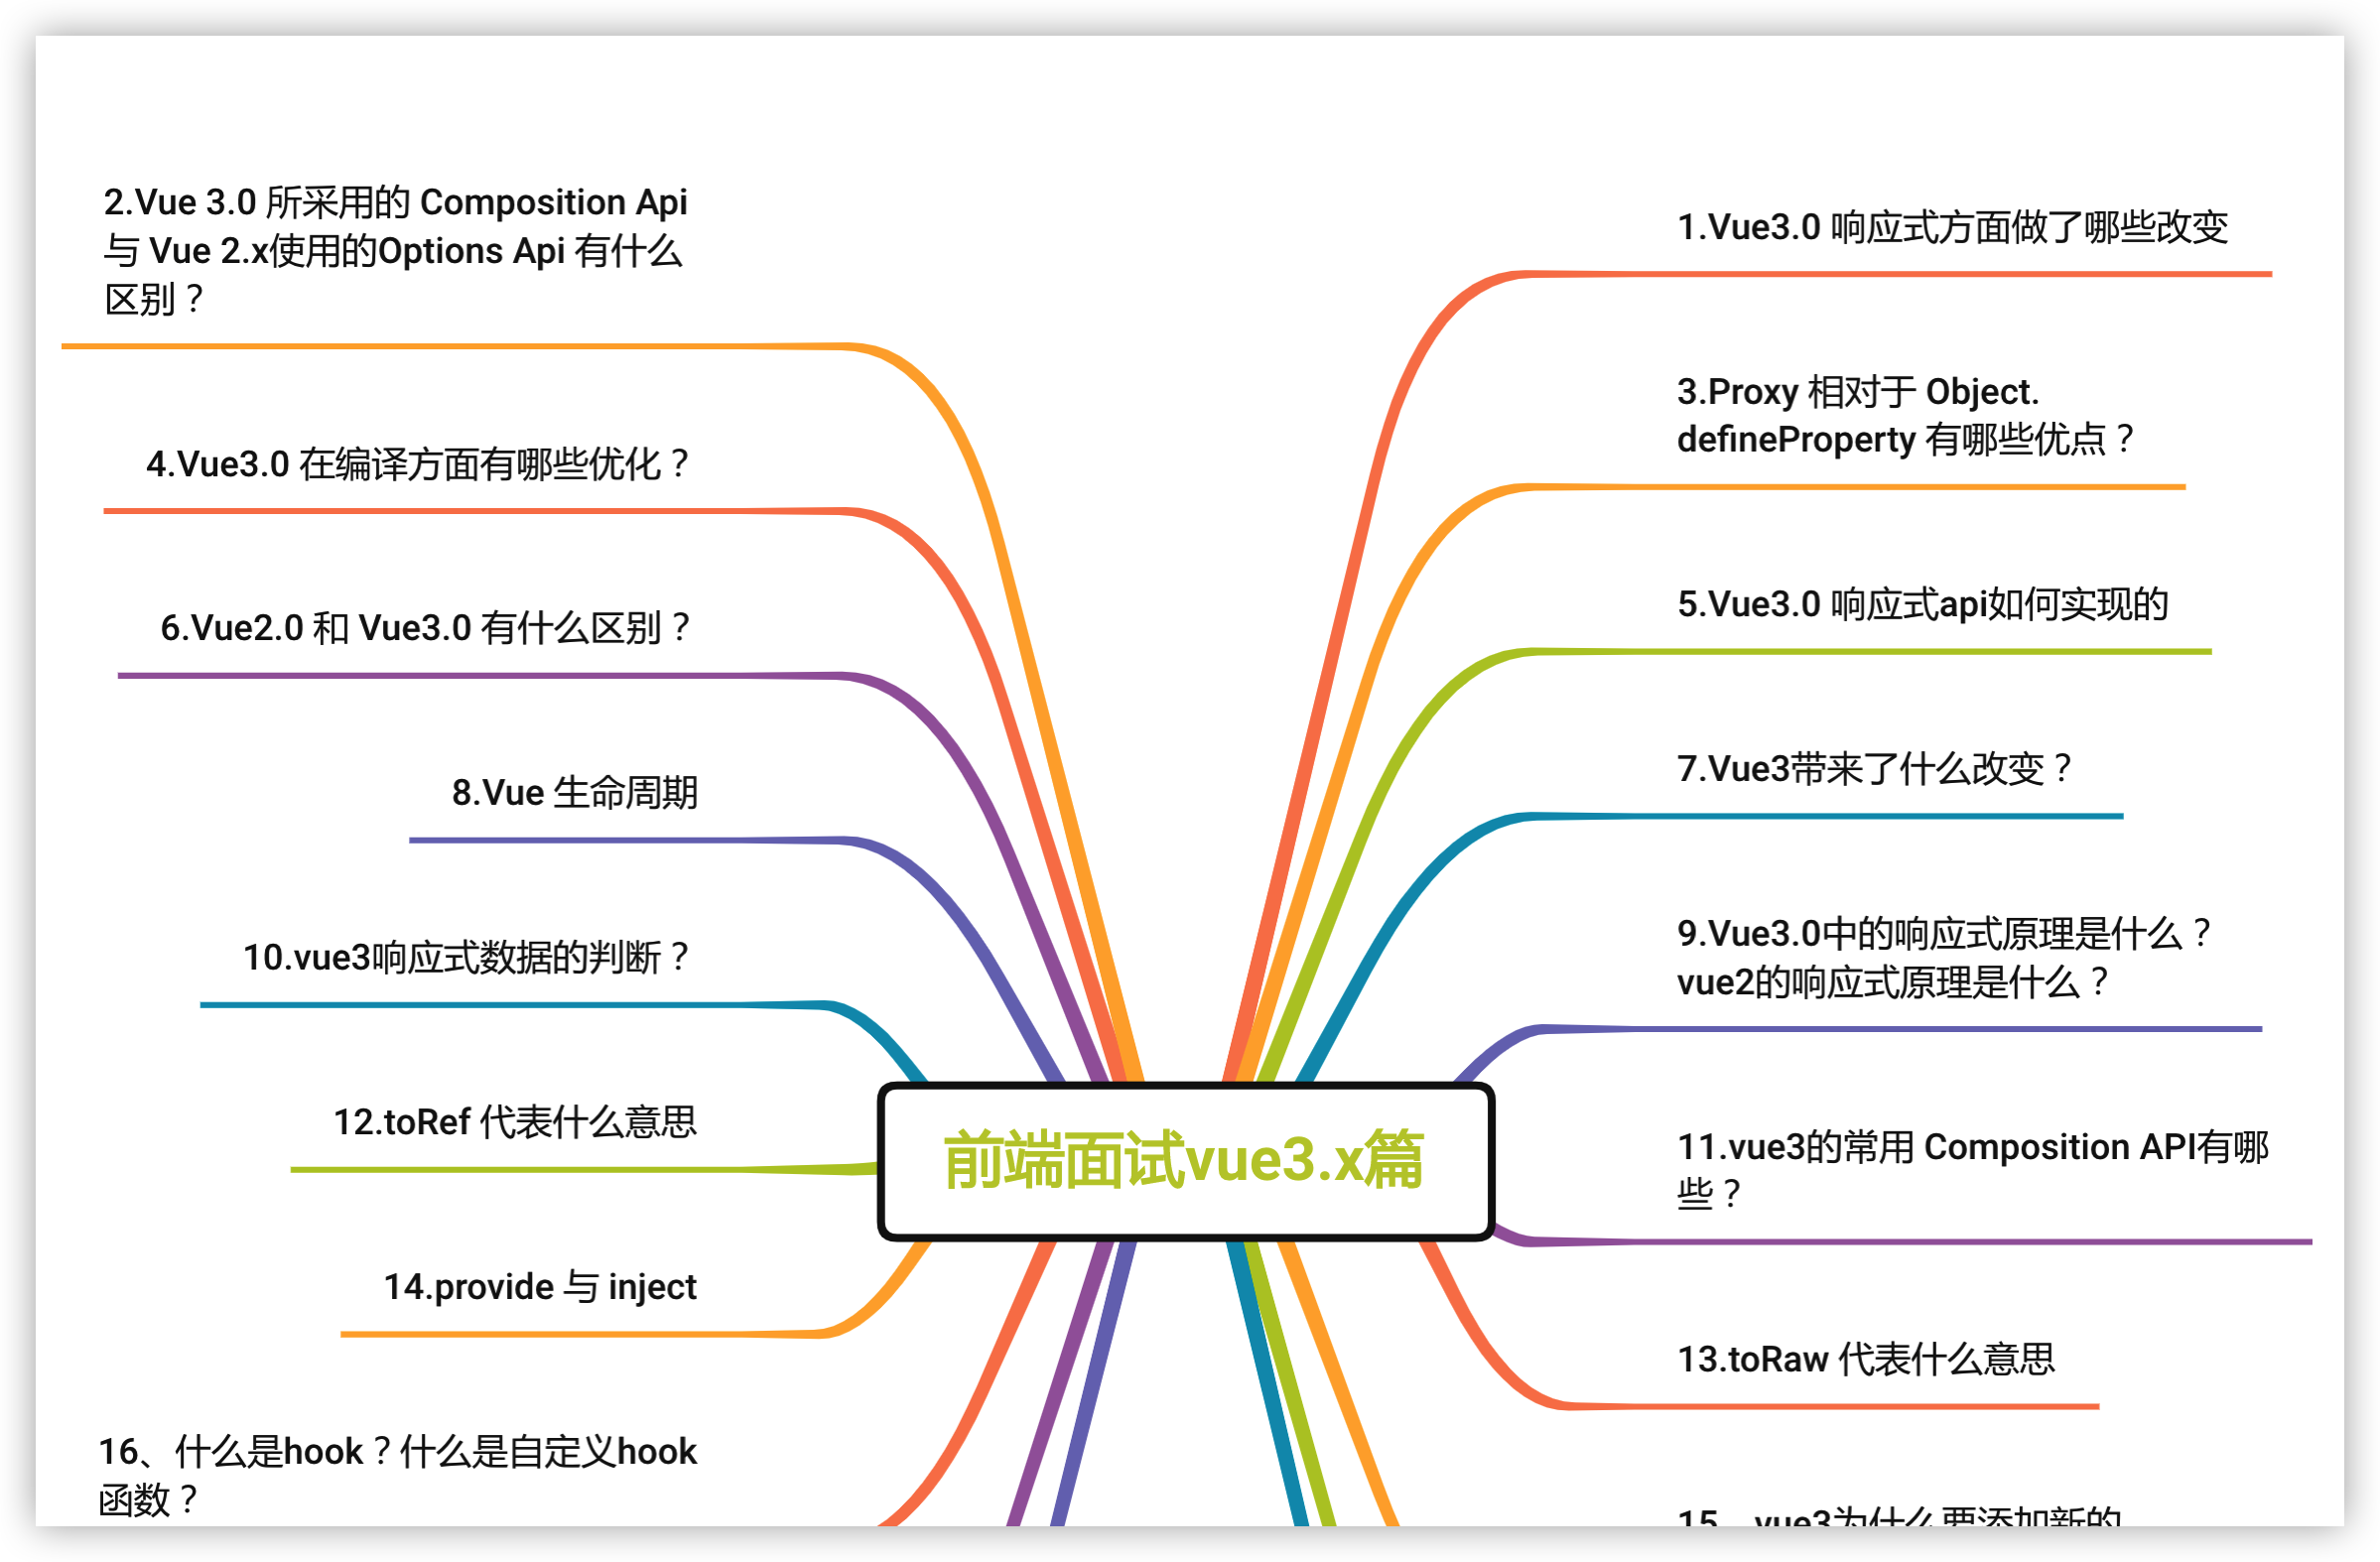 2.Vue 3.0 所采用的 Composition Api
与 Vue 2.x使用的Options Api 有什么
区别？
4.Vue3.0 在编译方面有哪些优化？
6.Vue2.0 和 Vue3.0 有什么区别？
8.Vue 生命周期
10.vue3响应式数据的判断？
12.toRef 代表什么意思
14.provide 与 inject
16、什么是hook？什么是自定义hook
函数？
前端面试vue3.x篇
1.Vue3.0 响应式方面做了哪些改变
3.Proxy 相对于 Object.
defineProperty 有哪些优点？
5.Vue3.0 响应式api如何实现的
7.Vue3带来了什么改变？
9.Vue3.0中的响应式原理是什么？
vue2的响应式原理是什么？
11.vue3的常用 Composition API有哪
些？
13.toRaw 代表什么意思
15、vue3为什么要添加新的